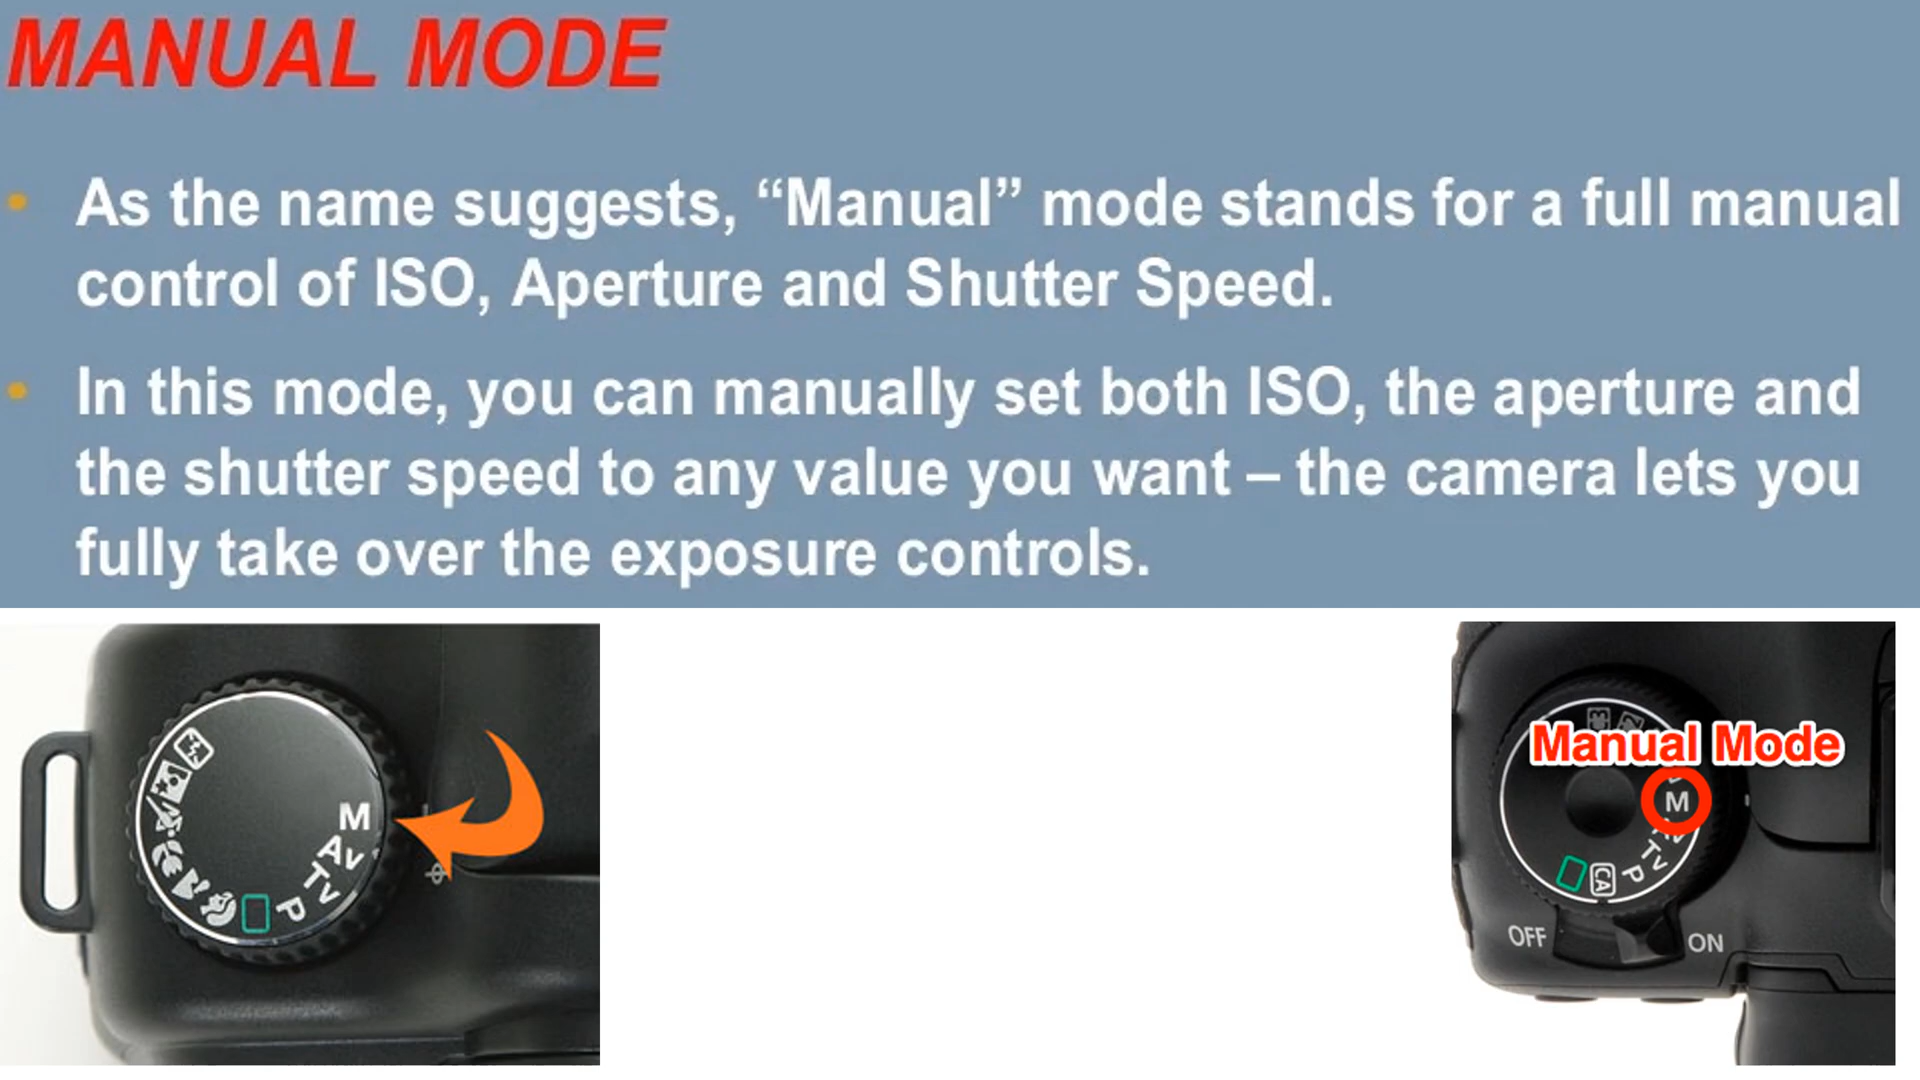 MANUAL MODE
• As the name suggests, “Manual” mode stands for a full manual
control of ISO, Aperture and Shutter Speed.
• In this mode, you can manually set both ISO, the aperture and
the shutter speed to any value you want – the camera lets you
fully take over the exposure controls.
M
Av
Tv
P
Manual Mode
M
Tv
P
CA
OFF
ON